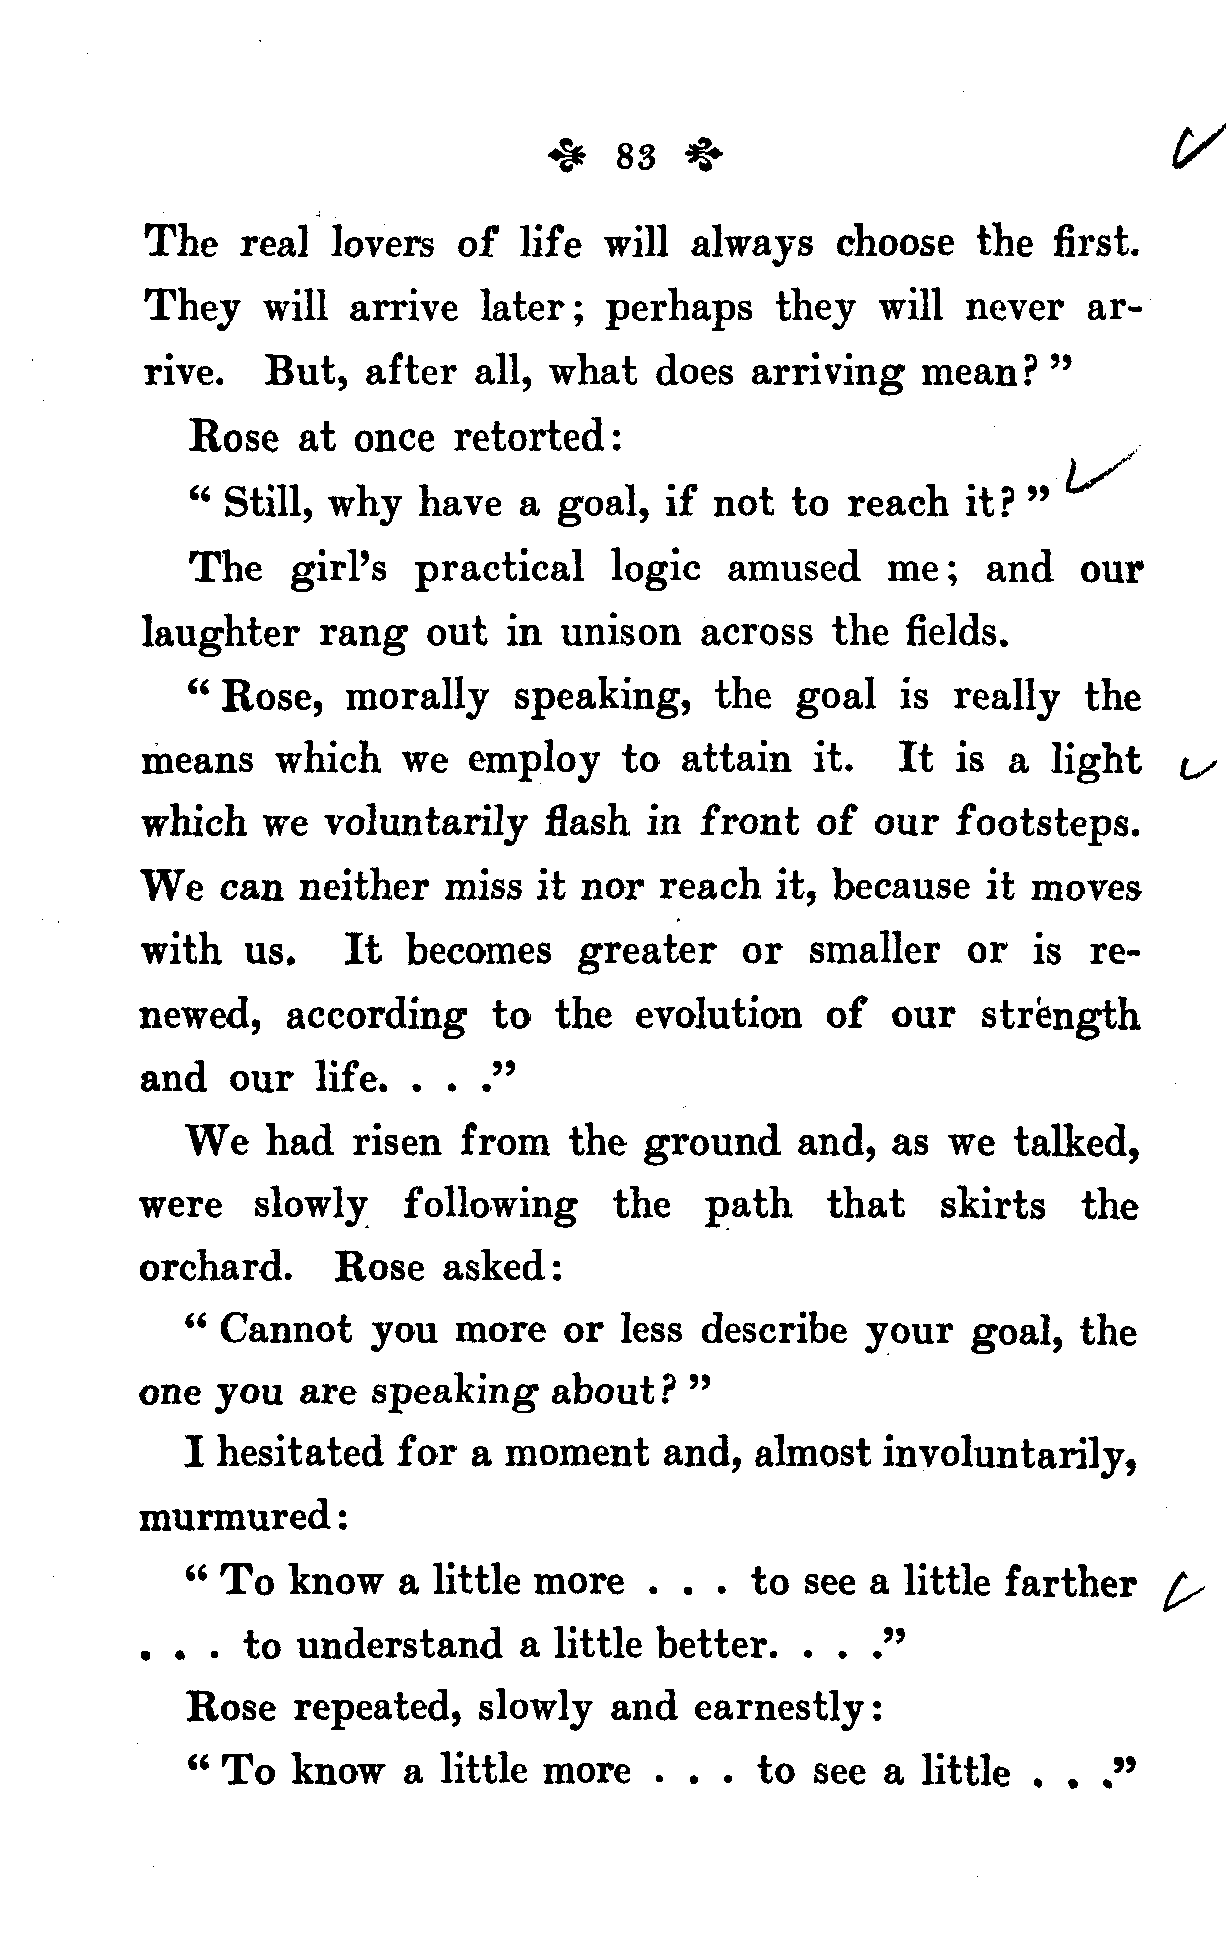 83
The real lovers of life will always choose the first.
They will arrive later; perhaps they will never ar-
rive. But, after all, what does arriving mean?"
Rose at once retorted:
"Still, why have a goal, if not to reach it?"
The girl's practical logic amused me; and our
laughter rang out in unison across the fields.
"Rose, morally speaking, the goal is really the
means which we employ to attain it. It is a light
which we voluntarily flash in front of our footsteps.
We can neither miss it nor reach it, because it moves
with us. It becomes greater or smaller or is re-
newed, according to the evolution of our strength
and our life. . . ."
We had risen from the ground and, as we talked,
were slowly following the path that skirts the
orchard. Rose asked:
"Cannot you more or less describe your goal, the
one you are speaking about?"
I hesitated for a moment and, almost involuntarily,
murmured:
"To know a little more . . . to see a little farther
. . . to understand a little better. . . ."
Rose repeated, slowly and earnestly:
"To know a little more . . . to see a little . . ."